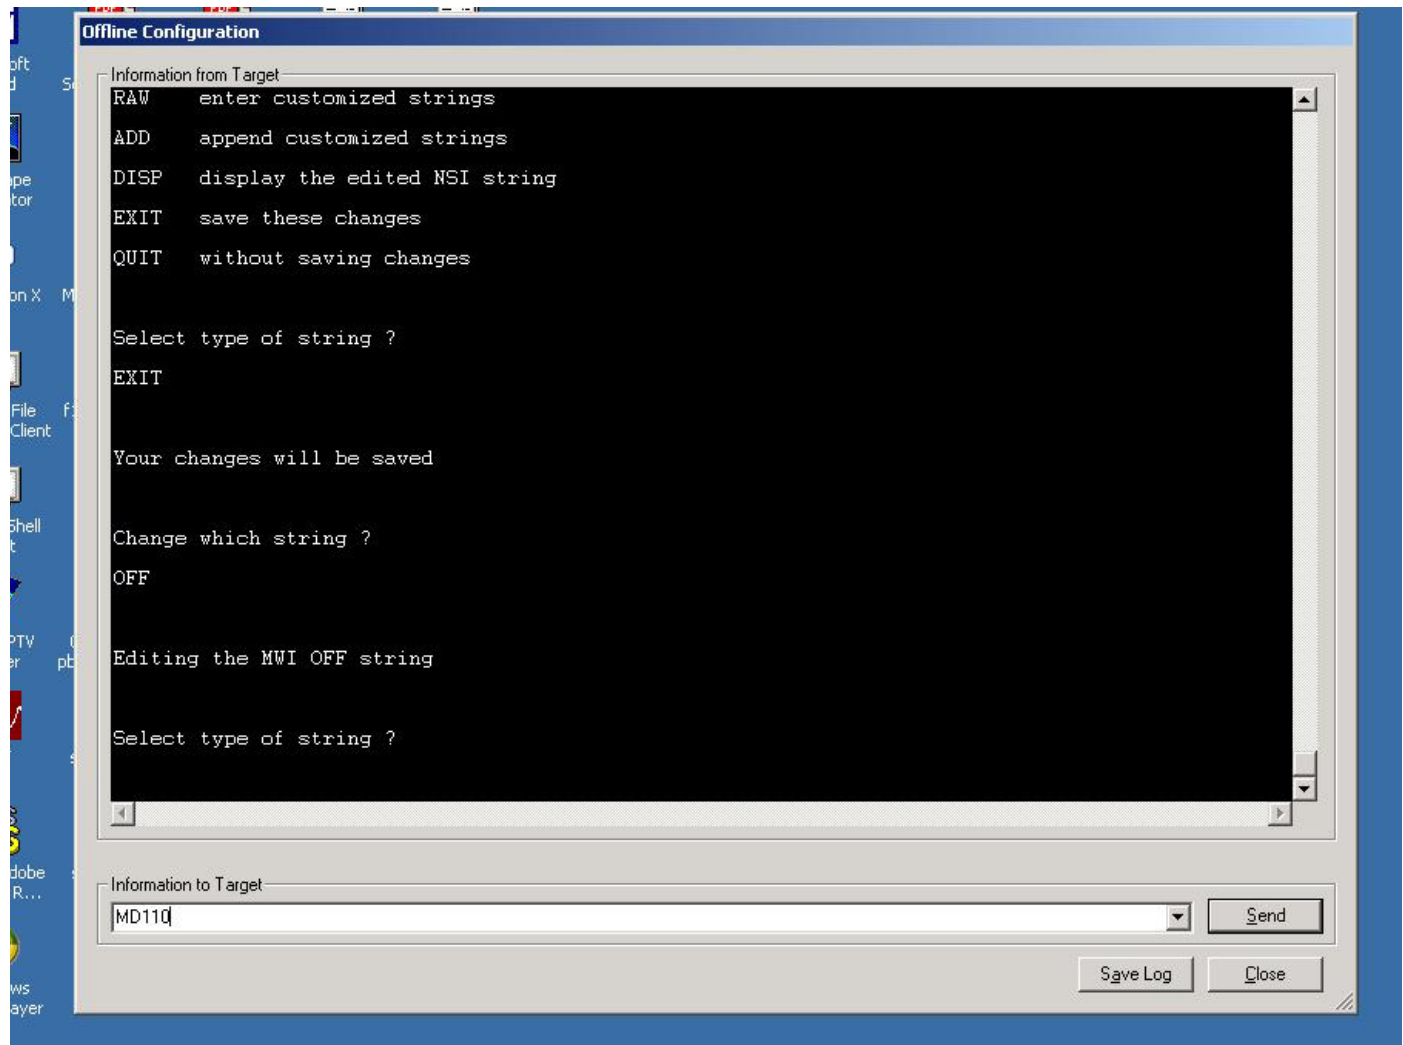 Offline Configuration
Information from Target
RAW enter customized strings
ADD append customized strings
DISP display the edited NSI string
EXIT save these changes
QUIT without saving changes
Select type of string ?
EXIT
Your changes will be saved
Change which string ?
OFF
Editing the MWI OFF string
Select type of string ?
Information to Target
MD110
Send
Save Log
Close
on X M
File
Client
Shell
PTV
dobe
R...
ws
ayer